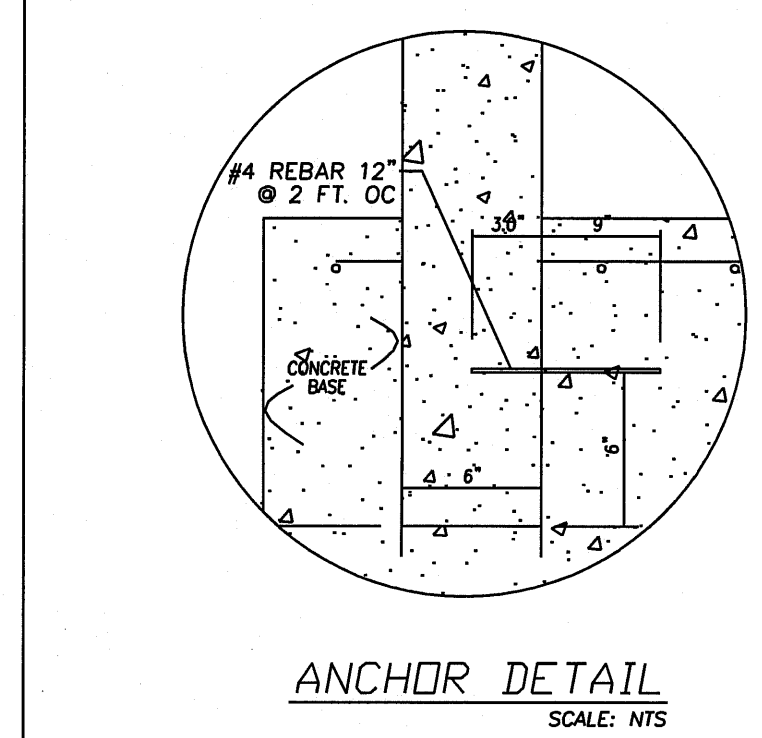 #4 REBAR 12"
@ 2 FT. OC
3.0" 9"
CONCRETE
BASE
6"
6"
ANCHOR DETAIL
SCALE: NTS